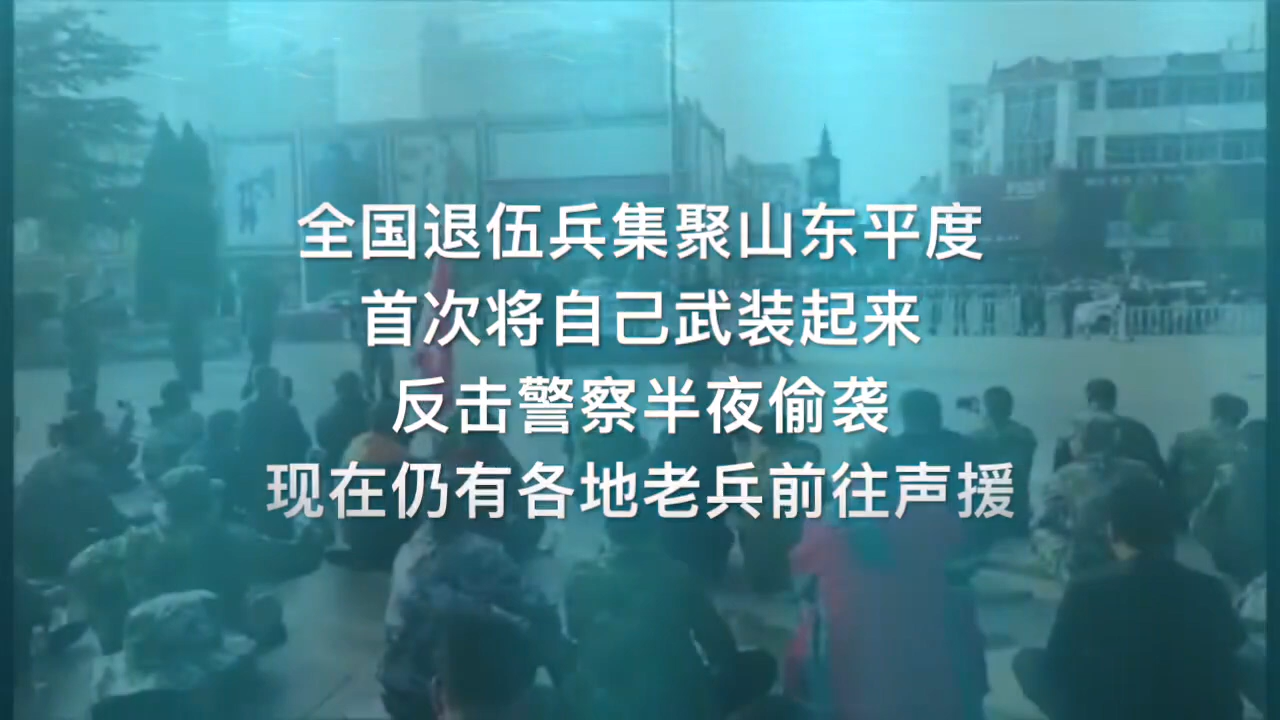 全国退伍兵集聚山东平度
首次将自己武装起来
反击警察半夜偷袭
现在仍有各地老兵前往声援